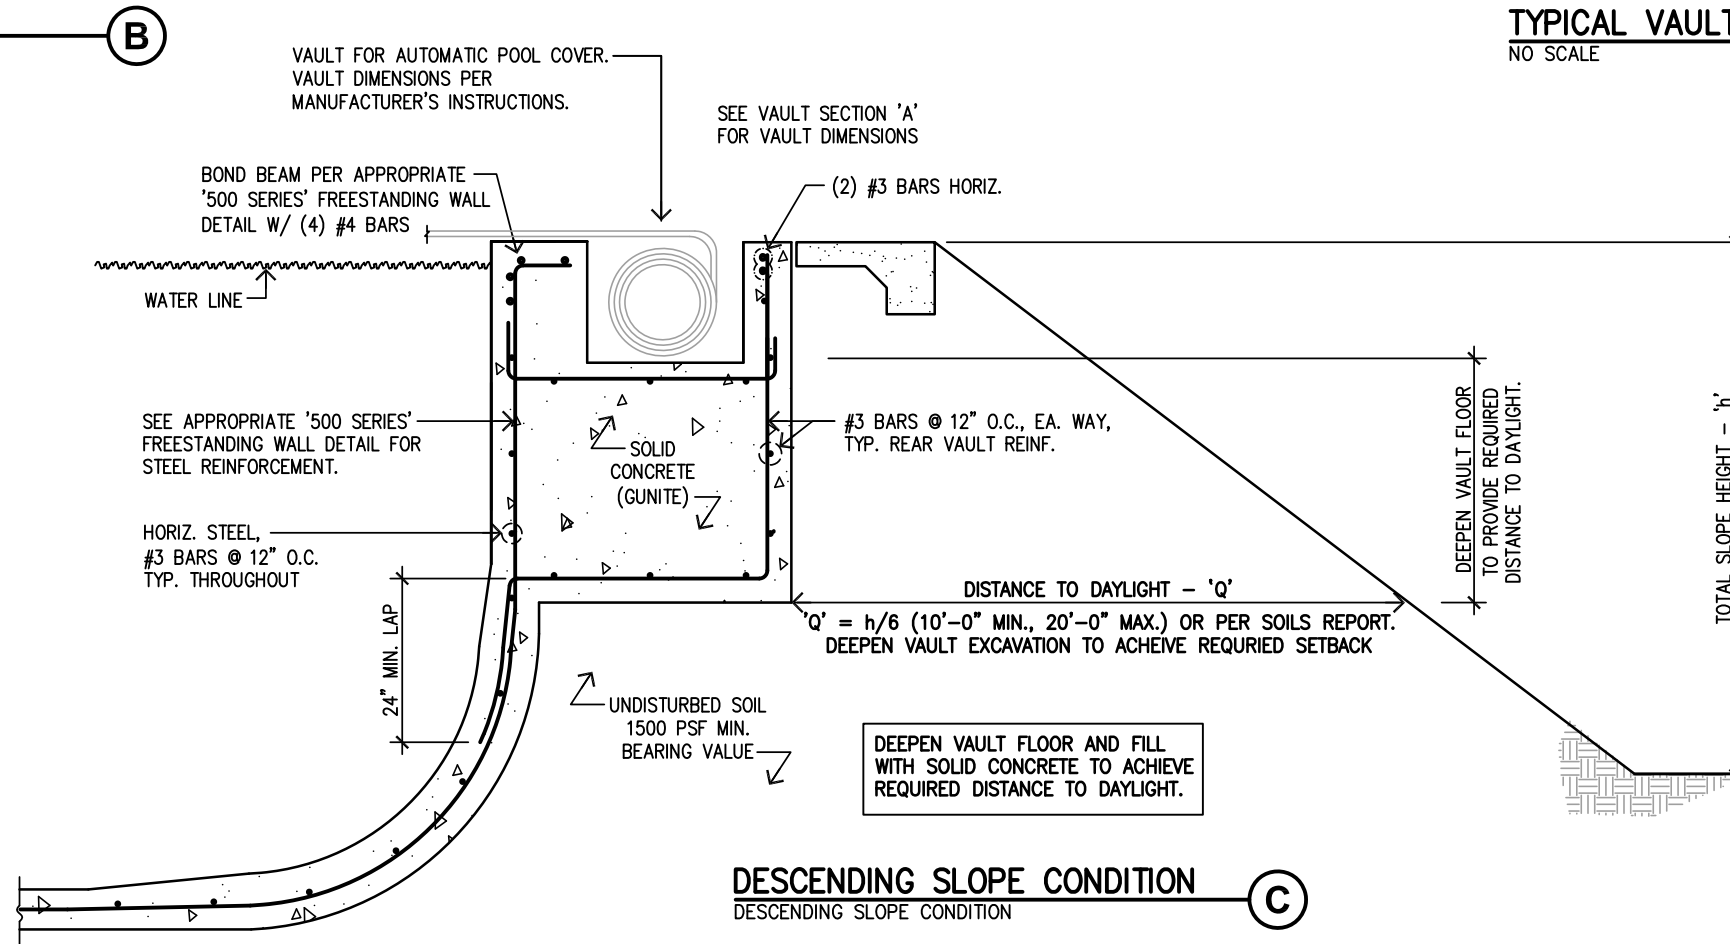 B
TYPICAL VAULT
NO SCALE
VAULT FOR AUTOMATIC POOL COVER.
VAULT DIMENSIONS PER
MANUFACTURER'S INSTRUCTIONS.
SEE VAULT SECTION 'A'
FOR VAULT DIMENSIONS
BOND BEAM PER APPROPRIATE
'500 SERIES' FREESTANDING WALL
DETAIL W/ (4) #4 BARS
(2) #3 BARS HORIZ.
WATER LINE
SEE APPROPRIATE '500 SERIES'
FREESTANDING WALL DETAIL FOR
STEEL REINFORCEMENT.
SOLID
CONCRETE
(GUNITE)
#3 BARS @ 12" O.C., EA. WAY,
TYP. REAR VAULT REINF.
HORIZ. STEEL,
#3 BARS @ 12" O.C.
TYP. THROUGHOUT
24" MIN. LAP
DEEPEN VAULT FLOOR
TO PROVIDE REQUIRED
DISTANCE TO DAYLIGHT.
TOTAL SLOPE HEIGHT - 'h'
DISTANCE TO DAYLIGHT - 'Q'
'Q' = h/6 (10'-0" MIN., 20'-0" MAX.) OR PER SOILS REPORT.
DEEPEN VAULT EXCAVATION TO ACHEIVE REQURIED SETBACK
UNDISTURBED SOIL
1500 PSF MIN.
BEARING VALUE
DEEPEN VAULT FLOOR AND FILL
WITH SOLID CONCRETE TO ACHIEVE
REQUIRED DISTANCE TO DAYLIGHT.
DESCENDING SLOPE CONDITION
DESCENDING SLOPE CONDITION
C